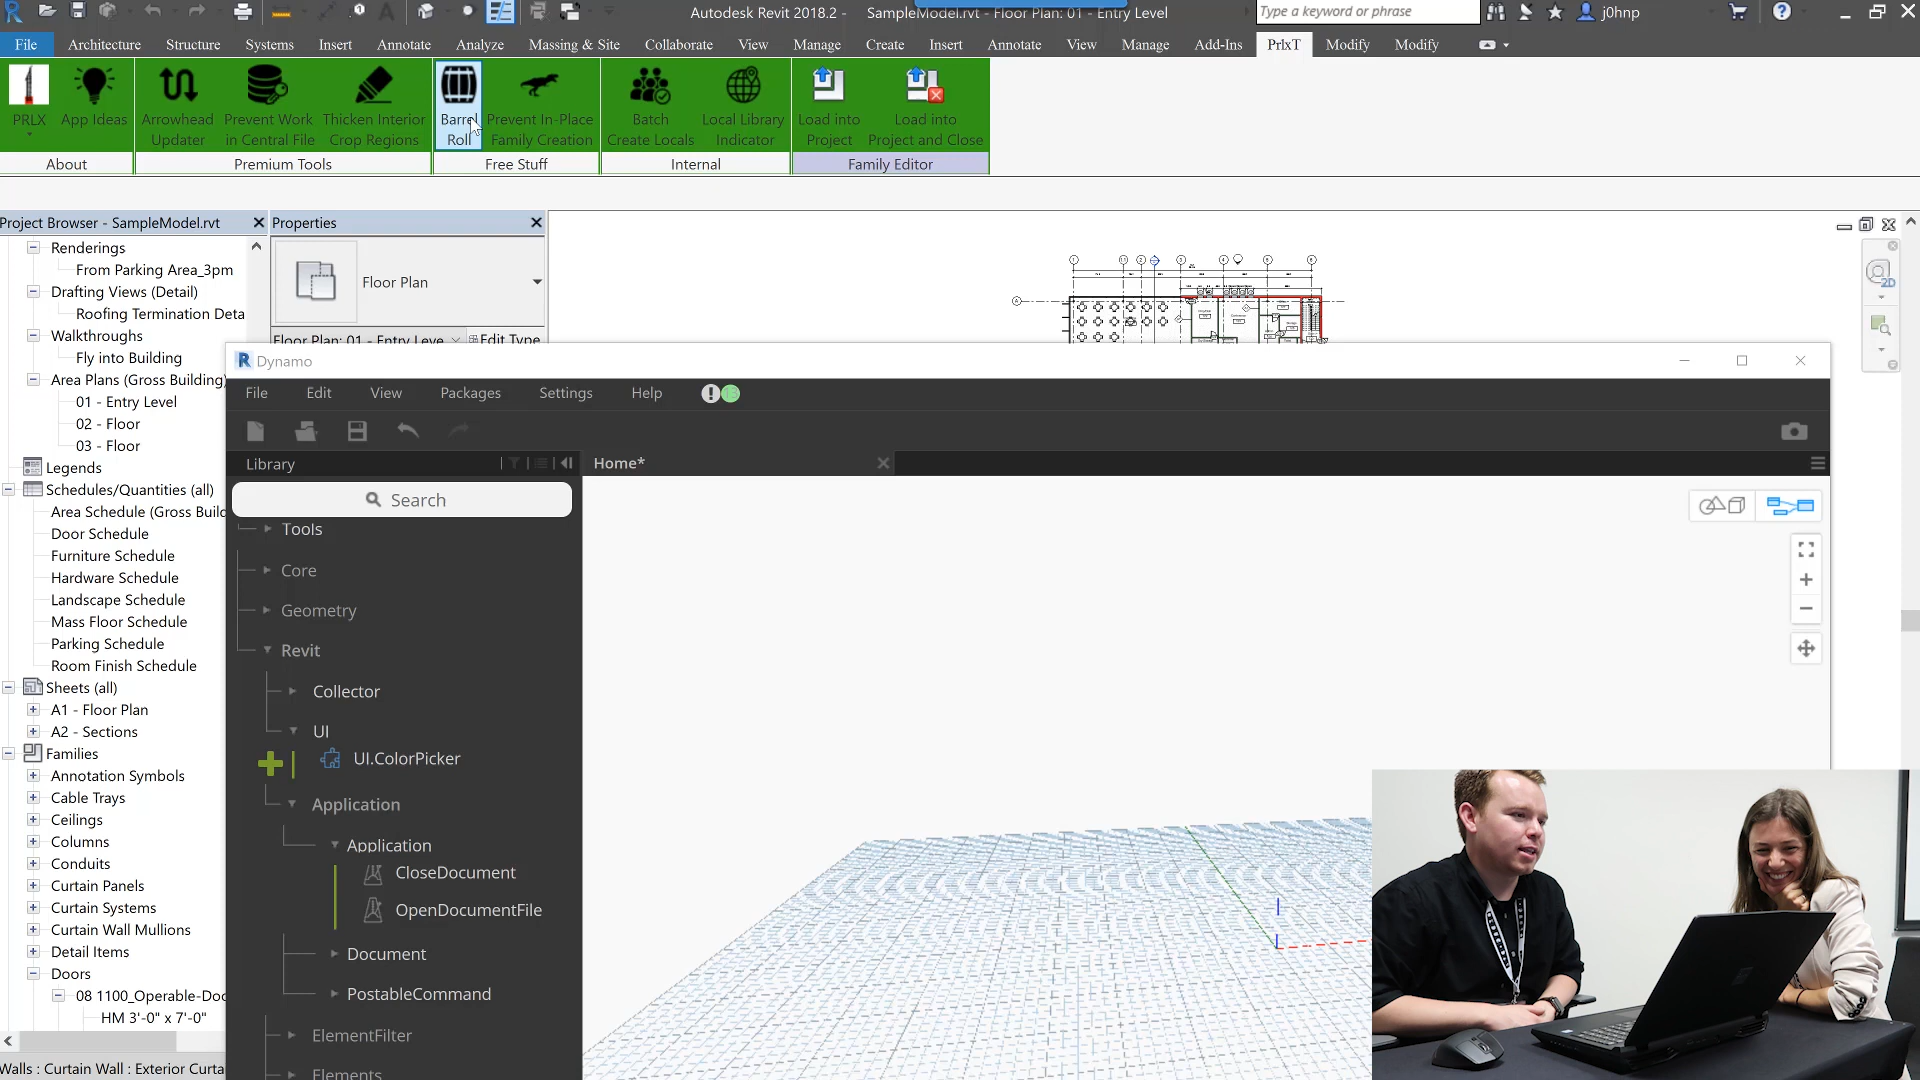 Autodesk Revit 2018.2 - SampleModel.rvt - Floor Plan: 01 - Entry Level
Type a keyword or phrase
j0hnp
File Architecture Structure Systems Insert Annotate Analyze Massing & Site Collaborate View Manage Create Insert Annotate View Manage Add-Ins PrlxT Modify Modify
PRLX
App Ideas
Arrowhead
Updater
Prevent Work
in Central File
Thicken Interior
Crop Regions
Barrel
Roll
Prevent In-Place
Family Creation
Batch
Create Locals
Local Library
Indicator
Load into
Project
Load into
Project and Close
About
Premium Tools
Free Stuff
Internal
Family Editor
Project Browser - SampleModel.rvt
Renderings
From Parking Area_3pm
Drafting Views (Detail)
Roofing Termination Deta
Walkthroughs
Fly into Building
Area Plans (Gross Building)
01 - Entry Level
02 - Floor
03 - Floor
Legends
Schedules/Quantities (all)
Area Schedule (Gross Builc
Door Schedule
Furniture Schedule
Hardware Schedule
Landscape Schedule
Mass Floor Schedule
Parking Schedule
Room Finish Schedule
Sheets (all)
A1 - Floor Plan
A2 - Sections
Families
Annotation Symbols
Cable Trays
Ceilings
Columns
Conduits
Curtain Panels
Curtain Systems
Curtain Wall Mullions
Detail Items
Doors
08 1100_Operable-Doo
HM 3'-0" x 7'-0"
Walls : Curtain Wall : Exterior Curta
Properties
Floor Plan
Floor Plan: 01 - Entry Leve
Edit Type
2D
Dynamo
File Edit View Packages Settings Help
Library
Home*
Search
Tools
Core
Geometry
Revit
Collector
UI
UI.ColorPicker
Application
Application
CloseDocument
OpenDocumentFile
Document
PostableCommand
ElementFilter
Elements